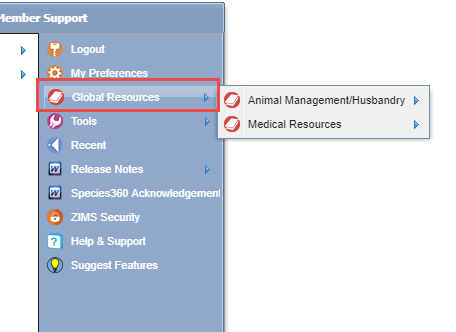 Member Support
Logout
My Preferences
Global Resources
Animal Management/Husbandry
Medical Resources
Tools
Recent
Release Notes
Species360 Acknowledgement
ZIMS Security
Help & Support
Suggest Features